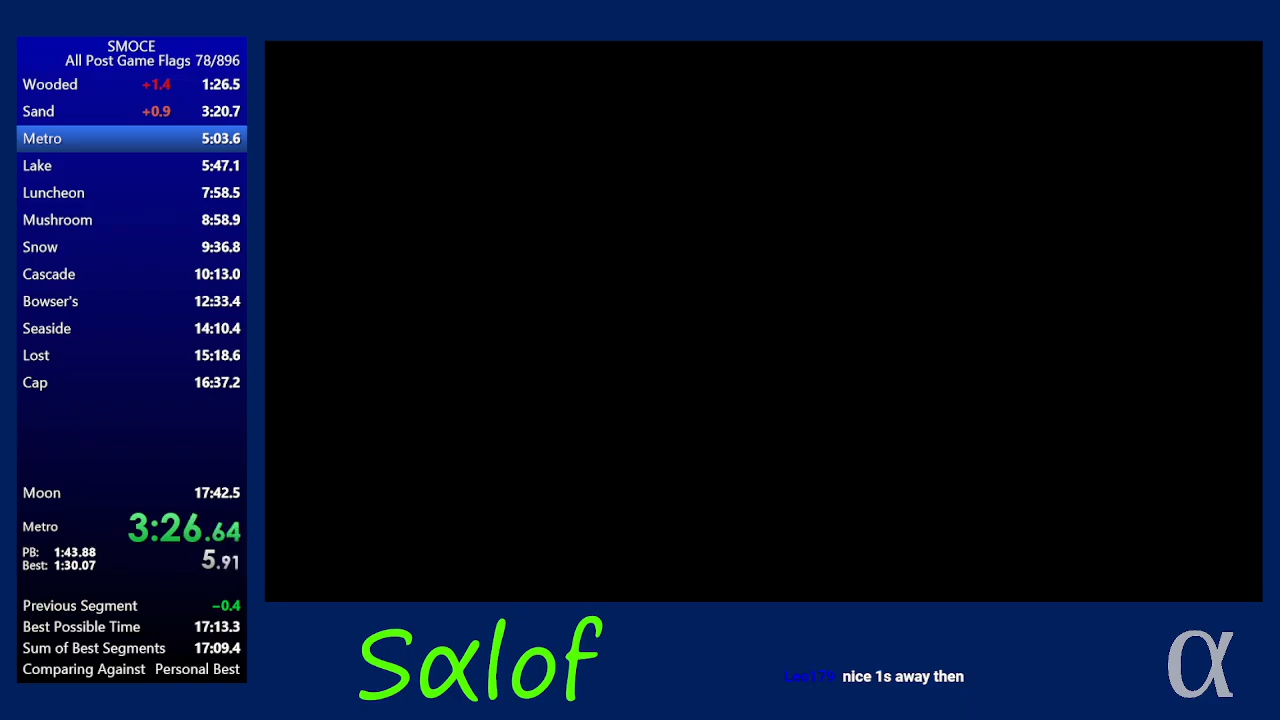 SMOCE
All Post Game Flags 78/896
Wooded +1.4 1:26.5
Sand +0.9 3:20.7
Metro 5:03.6
Lake 5:47.1
Luncheon 7:58.5
Mushroom 8:58.9
Snow 9:36.8
Cascade 10:13.0
Bowser's 12:33.4
Seaside 14:10.4
Lost 15:18.6
Cap 16:37.2
Moon 17:42.5
Metro 3:26.64
PB: 1:43.88
Best: 1:30.07 5.91
Previous Segment −0.4
Best Possible Time 17:13.3
Sum of Best Segments 17:09.4
Comparing Against Personal Best
Sαlof
nice 1s away then
α